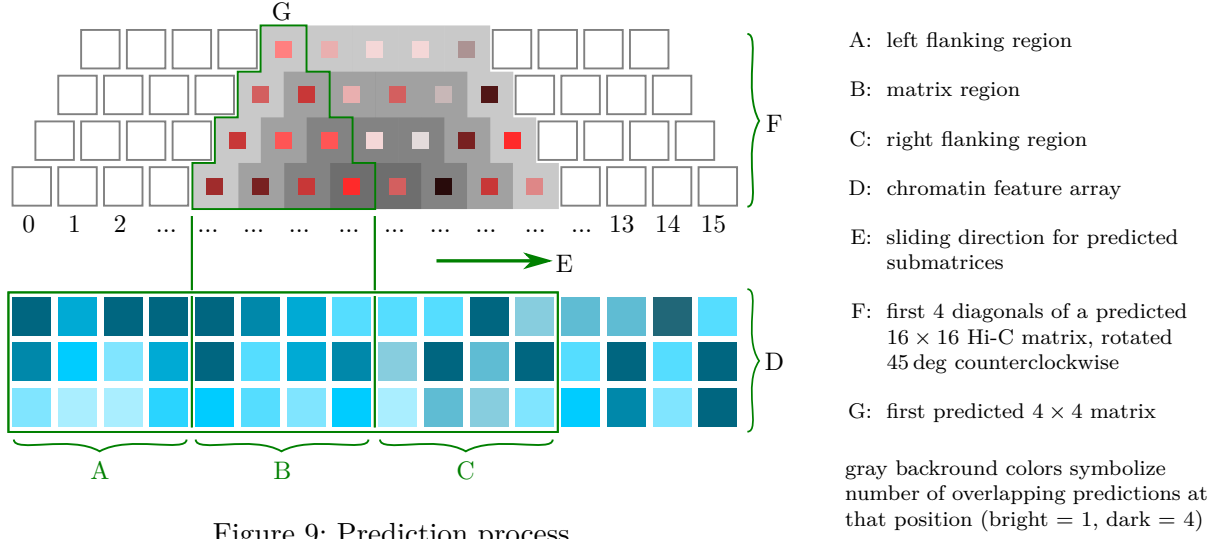 G
F
0 1 2 ... ... ... ... ... ... ... ... ... ... 13 14 15
E
D
A B C
Figure 9: Prediction process
A: left flanking region
B: matrix region
C: right flanking region
D: chromatin feature array
E: sliding direction for predicted
submatrices
F: first 4 diagonals of a predicted
16 × 16 Hi-C matrix, rotated
45 deg counterclockwise
G: first predicted 4 × 4 matrix
gray backround colors symbolize
number of overlapping predictions at
that position (bright = 1, dark = 4)